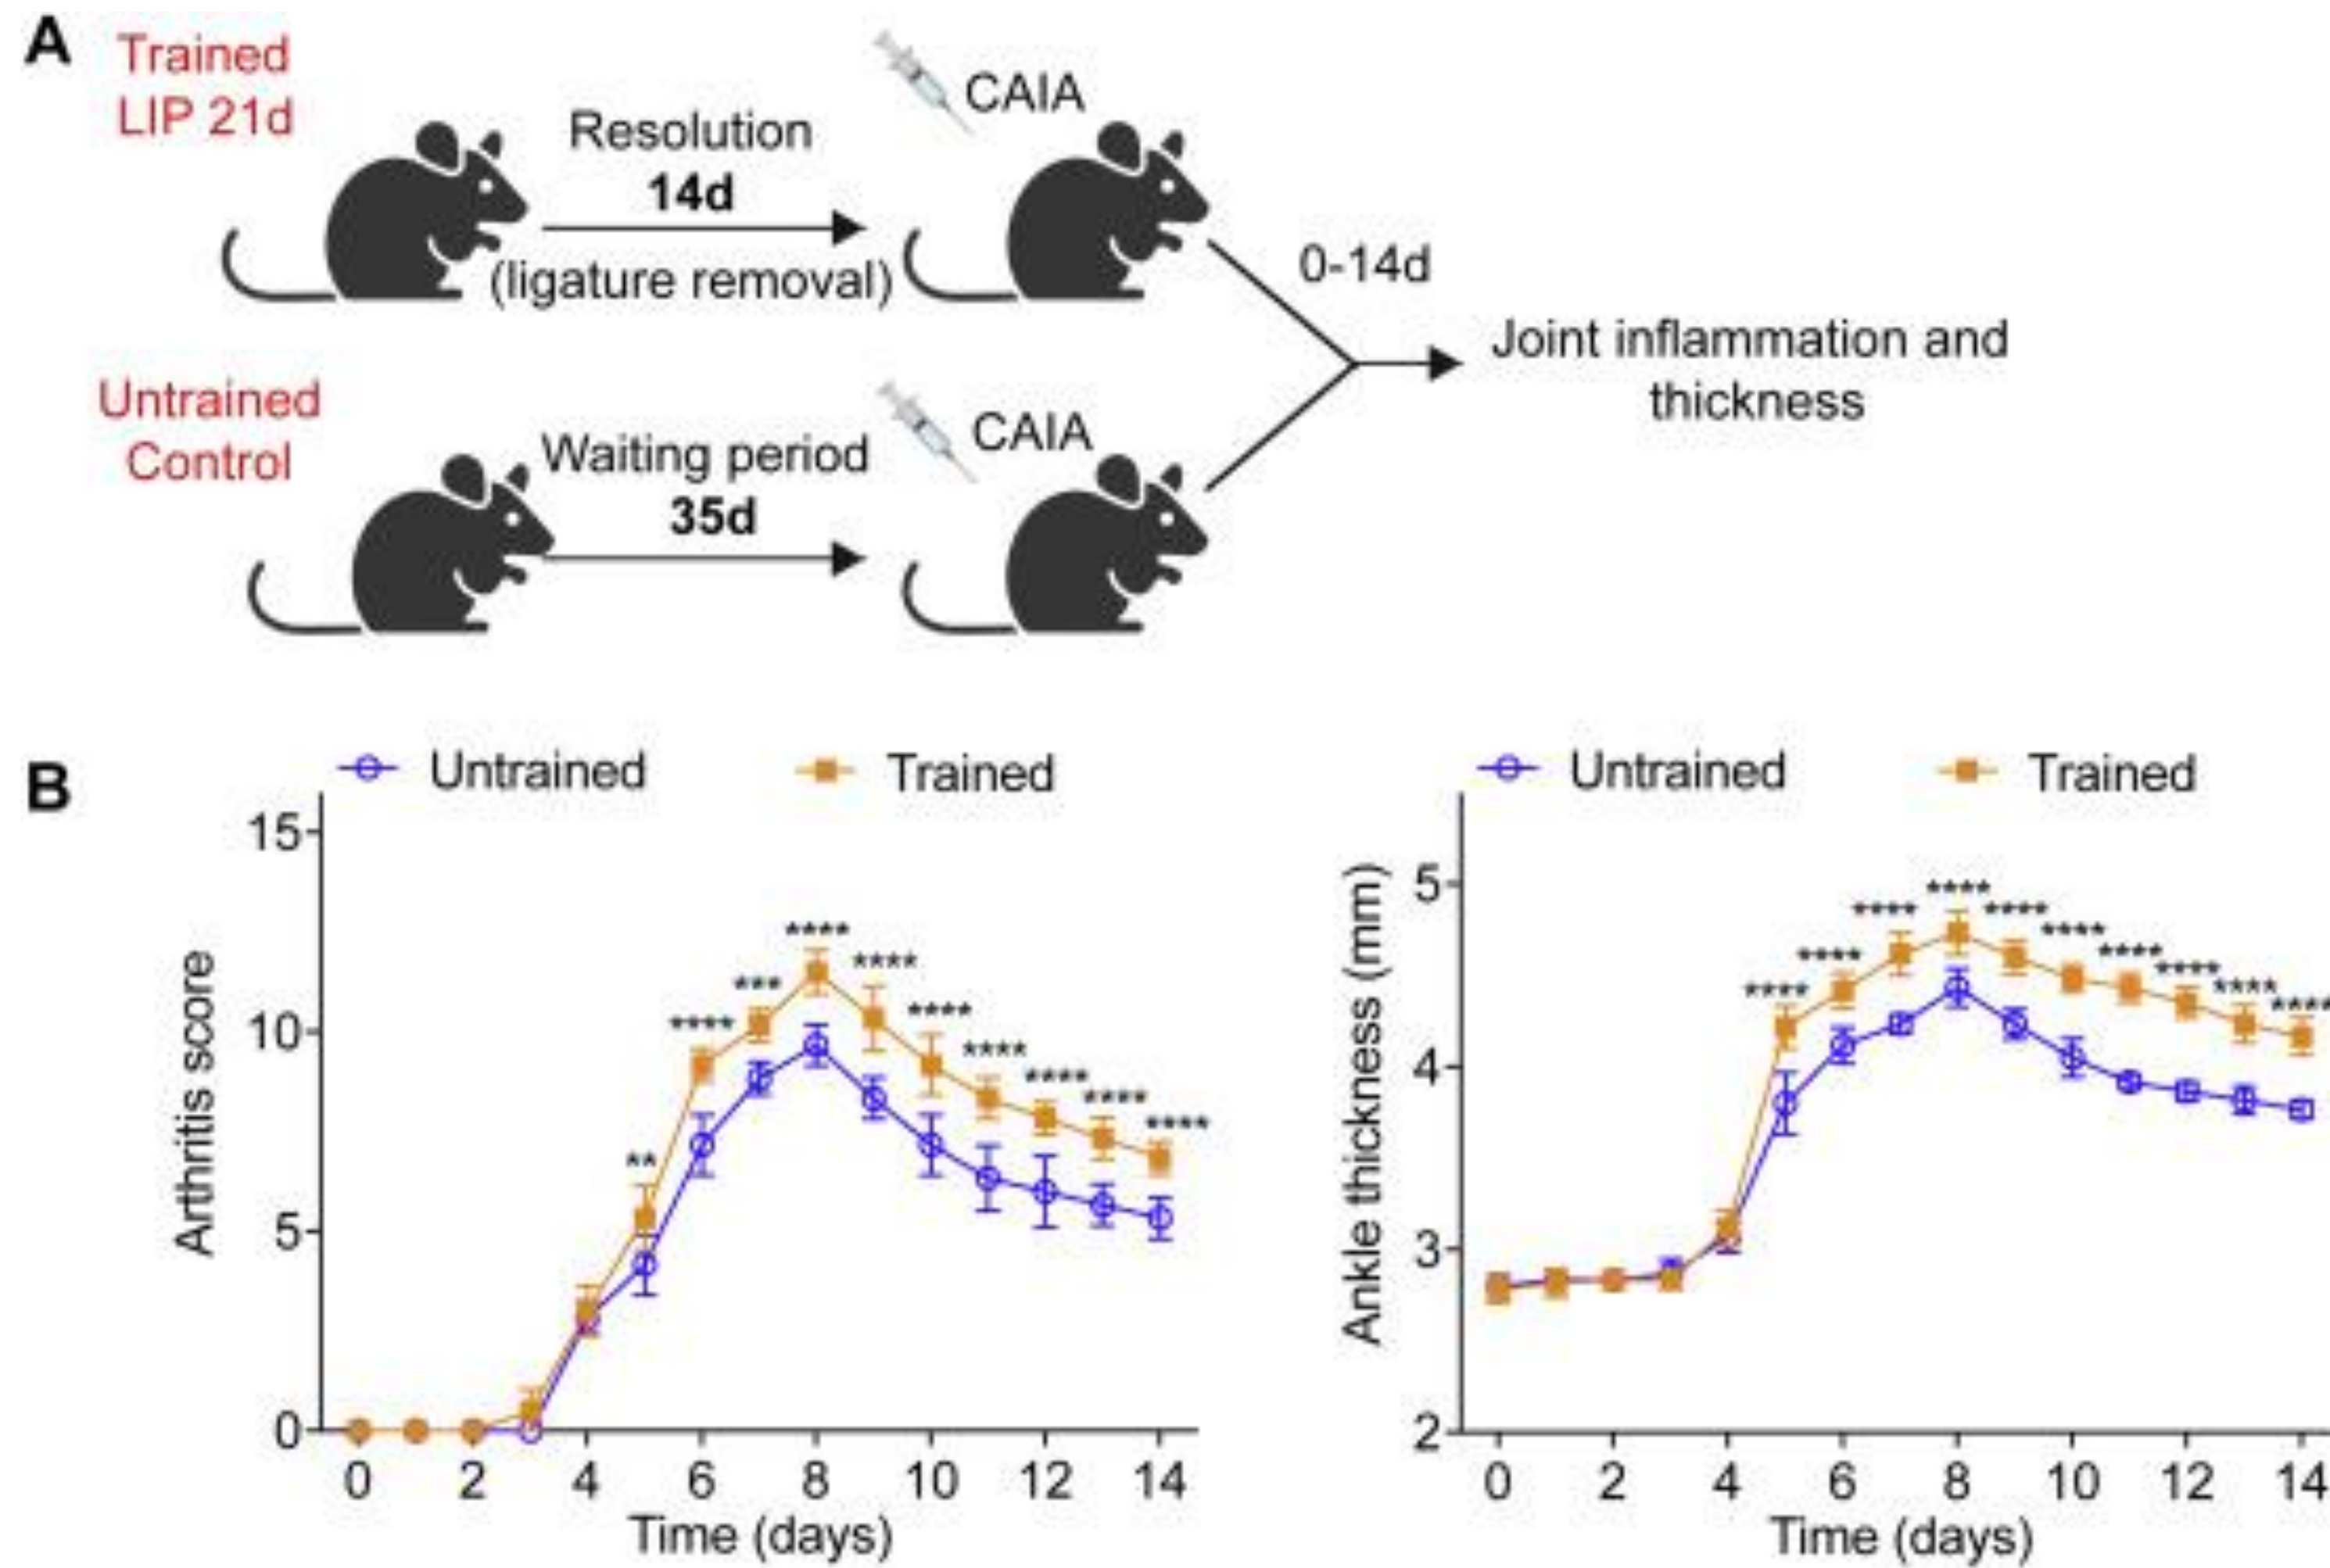 A
Trained
LIP 21d
Resolution
14d
(ligature removal)
CAIA
Untrained
Control
Waiting period
35d
CAIA
0-14d
Joint inflammation and
thickness
B
Untrained Trained
Arthritis score
15
10
5
0
**
****
***
****
****
****
****
****
****
****
0 2 4 6 8 10 12 14
Time (days)
Untrained Trained
Ankle thickness (mm)
5
4
3
2
****
****
****
****
****
****
****
****
****
****
0 2 4 6 8 10 12 14
Time (days)